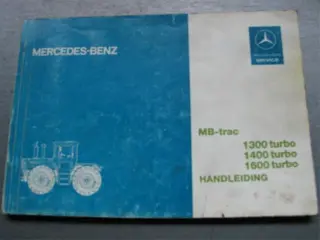 MERCEDES-BENZ
SERVICE
MB-trac
1300 turbo
1400 turbo
1600 turbo
HANDLEIDING